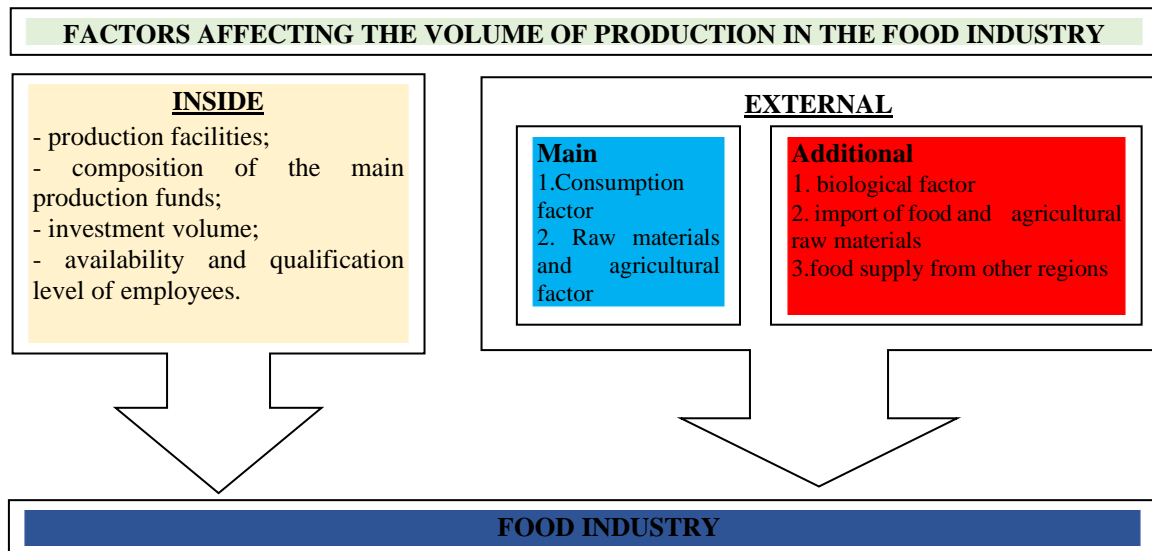 FACTORS AFFECTING THE VOLUME OF PRODUCTION IN THE FOOD INDUSTRY
INSIDE
- production facilities;
- composition of the main
production funds;
- investment volume;
- availability and qualification
level of employees.
EXTERNAL
Main
1.Consumption
factor
2. Raw materials
and agricultural
factor
Additional
1. biological factor
2. import of food and agricultural
raw materials
3.food supply from other regions
FOOD INDUSTRY